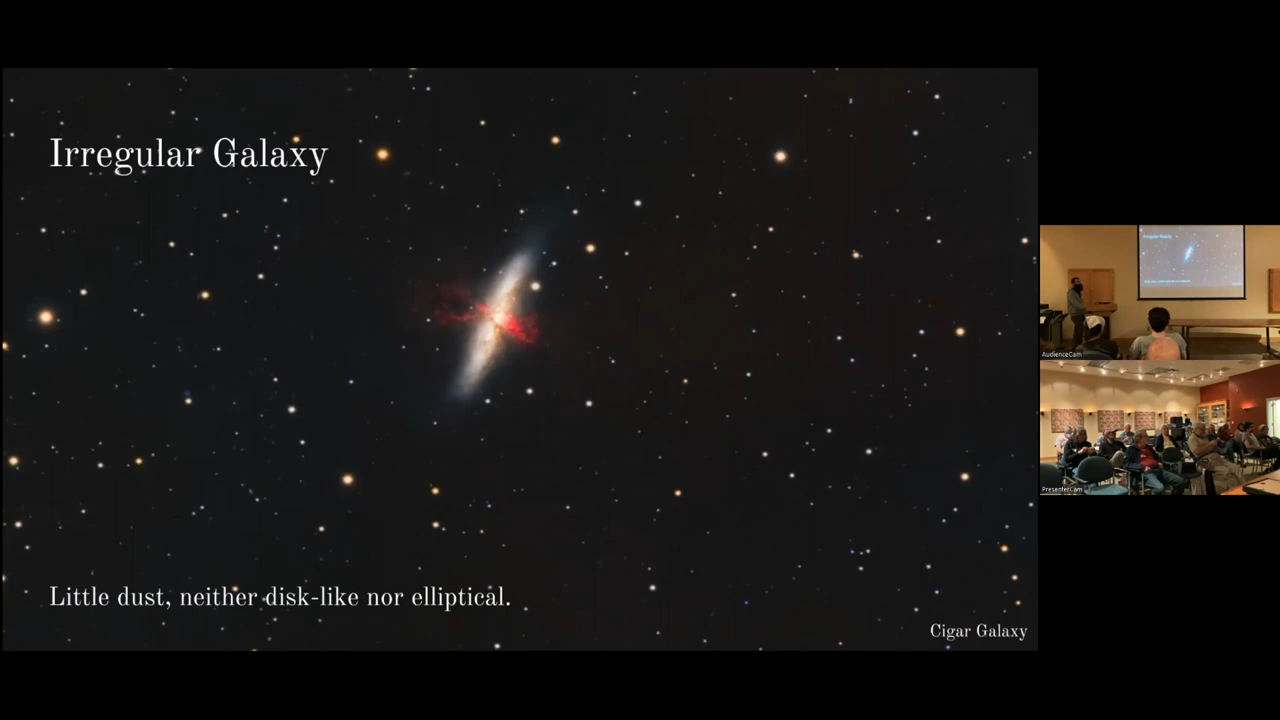 Irregular Galaxy
Little dust, neither disk-like nor elliptical.
Cigar Galaxy
AudienceCam
PresenterCam